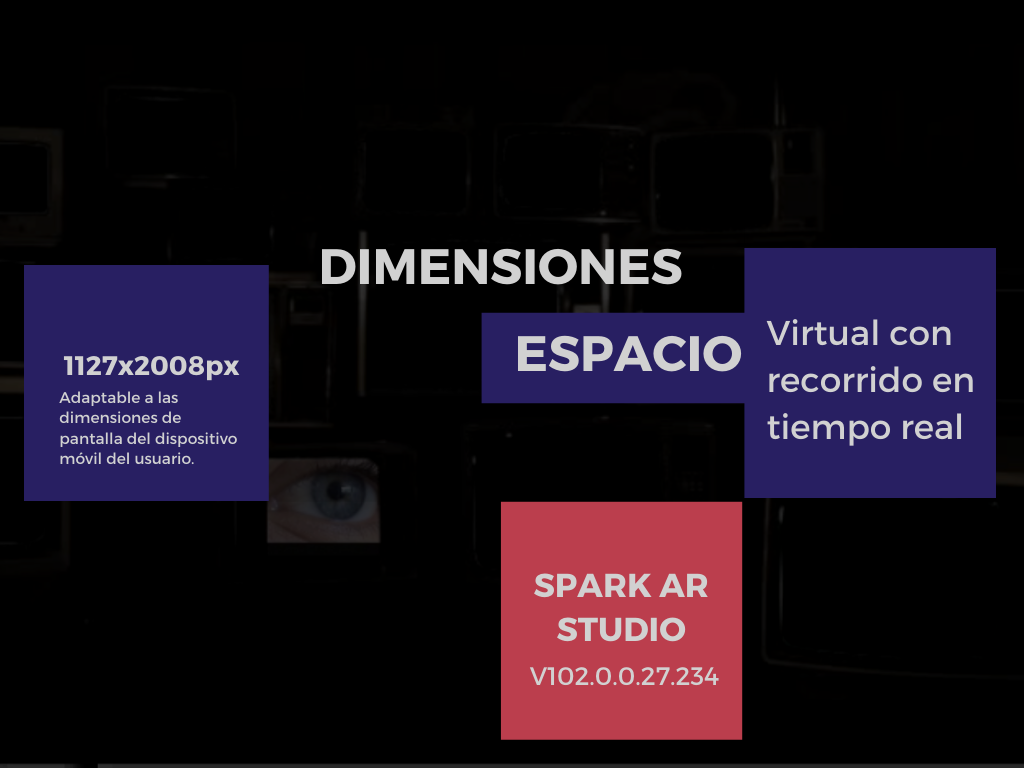 DIMENSIONES
1127x2008px
Adaptable a las
dimensiones de
pantalla del dispositivo
móvil del usuario.
ESPACIO
Virtual con
recorrido en
tiempo real
SPARK AR
STUDIO
V102.0.0.27.234